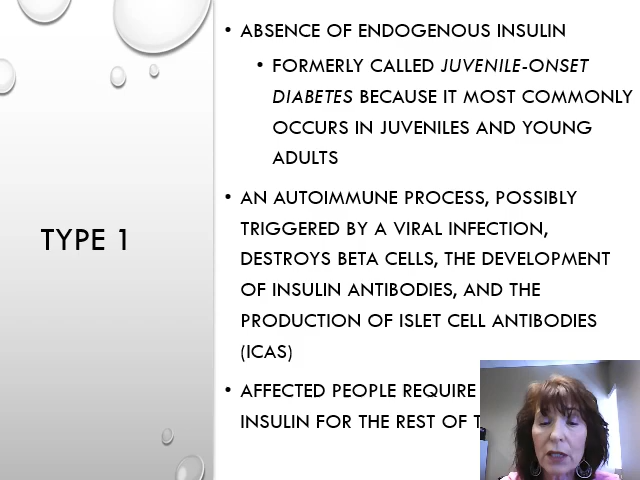 TYPE 1
• ABSENCE OF ENDOGENOUS INSULIN
• FORMERLY CALLED JUVENILE-ONSET
DIABETES BECAUSE IT MOST COMMONLY
OCCURS IN JUVENILES AND YOUNG
ADULTS
• AN AUTOIMMUNE PROCESS, POSSIBLY
TRIGGERED BY A VIRAL INFECTION,
DESTROYS BETA CELLS, THE DEVELOPMENT
OF INSULIN ANTIBODIES, AND THE
PRODUCTION OF ISLET CELL ANTIBODIES
(ICAS)
• AFFECTED PEOPLE REQUIRE
INSULIN FOR THE REST OF